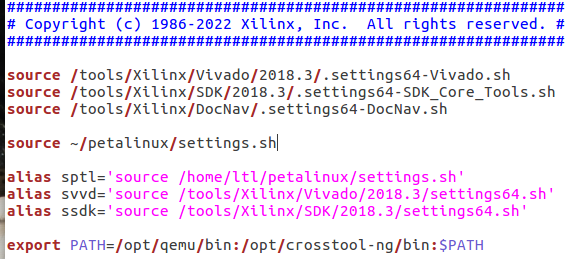 ##############################################################
# Copyright (c) 1986-2022 Xilinx, Inc.  All rights reserved. #
##############################################################
source /tools/Xilinx/Vivado/2018.3/.settings64-Vivado.sh
source /tools/Xilinx/SDK/2018.3/.settings64-SDK_Core_Tools.sh
source /tools/Xilinx/DocNav/.settings64-DocNav.sh
source ~/petalinux/settings.sh
alias sptl='source /home/ltl/petalinux/settings.sh'
alias svvd='source /tools/Xilinx/Vivado/2018.3/settings64.sh'
alias ssdk='source /tools/Xilinx/SDK/2018.3/settings64.sh'
export PATH=/opt/qemu/bin:/opt/crosstool-ng/bin:$PATH